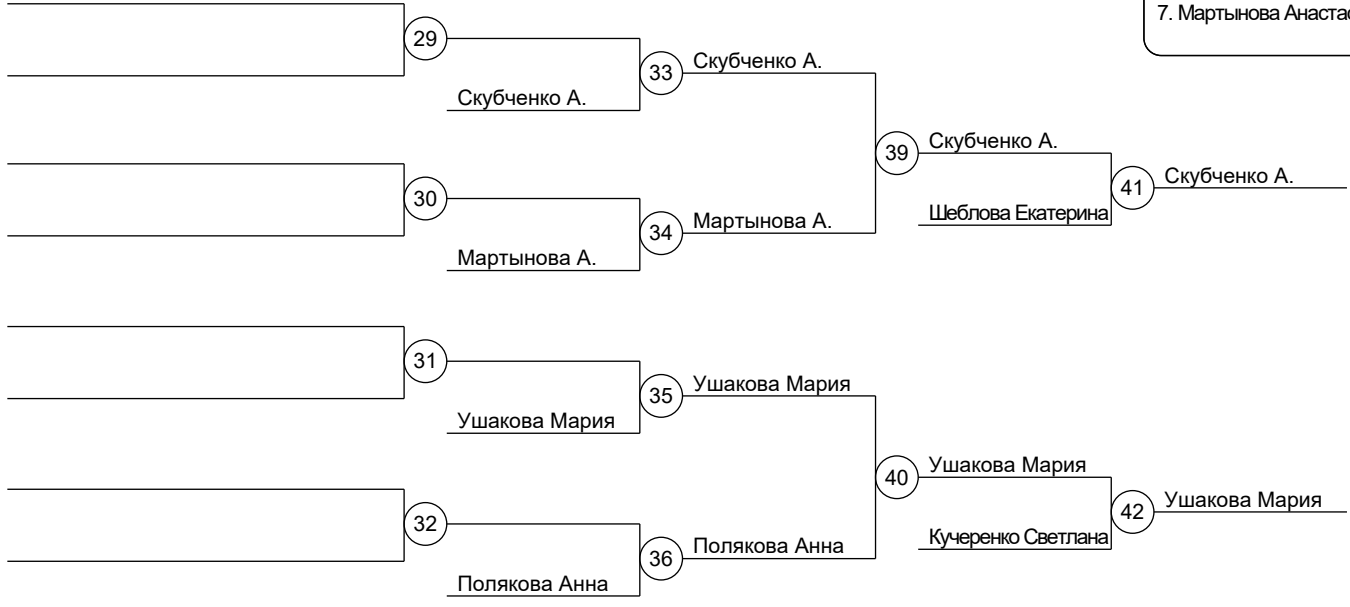 7. Мартынова
29
33
Скубченко А.
Скубченко А.
39
Скубченко А.
41
Скубченко А.
30
34
Мартынова А.
Шеблова Екатерина
Мартынова А.
31
35
Ушакова Мария
Ушакова Мария
40
Ушакова Мария
42
Ушакова Мария
32
36
Полякова Анна
Кучеренко Светлана
Полякова Анна